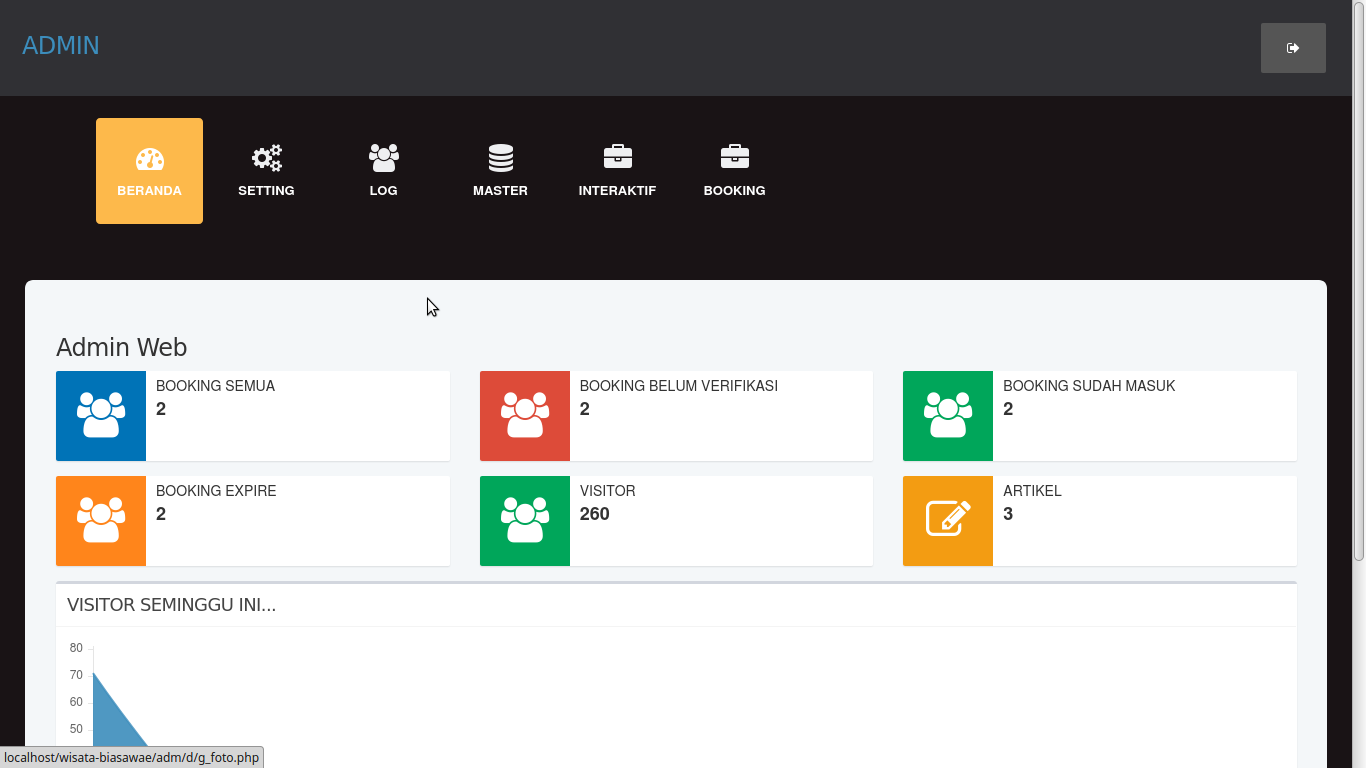 ADMIN
BERANDA
SETTING
LOG
MASTER
INTERAKTIF
BOOKING
Admin Web
BOOKING SEMUA
2
BOOKING BELUM VERIFIKASI
2
BOOKING SUDAH MASUK
2
BOOKING EXPIRE
2
VISITOR
260
ARTIKEL
3
VISITOR SEMINGGU INI...
80
70
60
50
localhost/wisata-biasawae/adm/d/g_foto.php